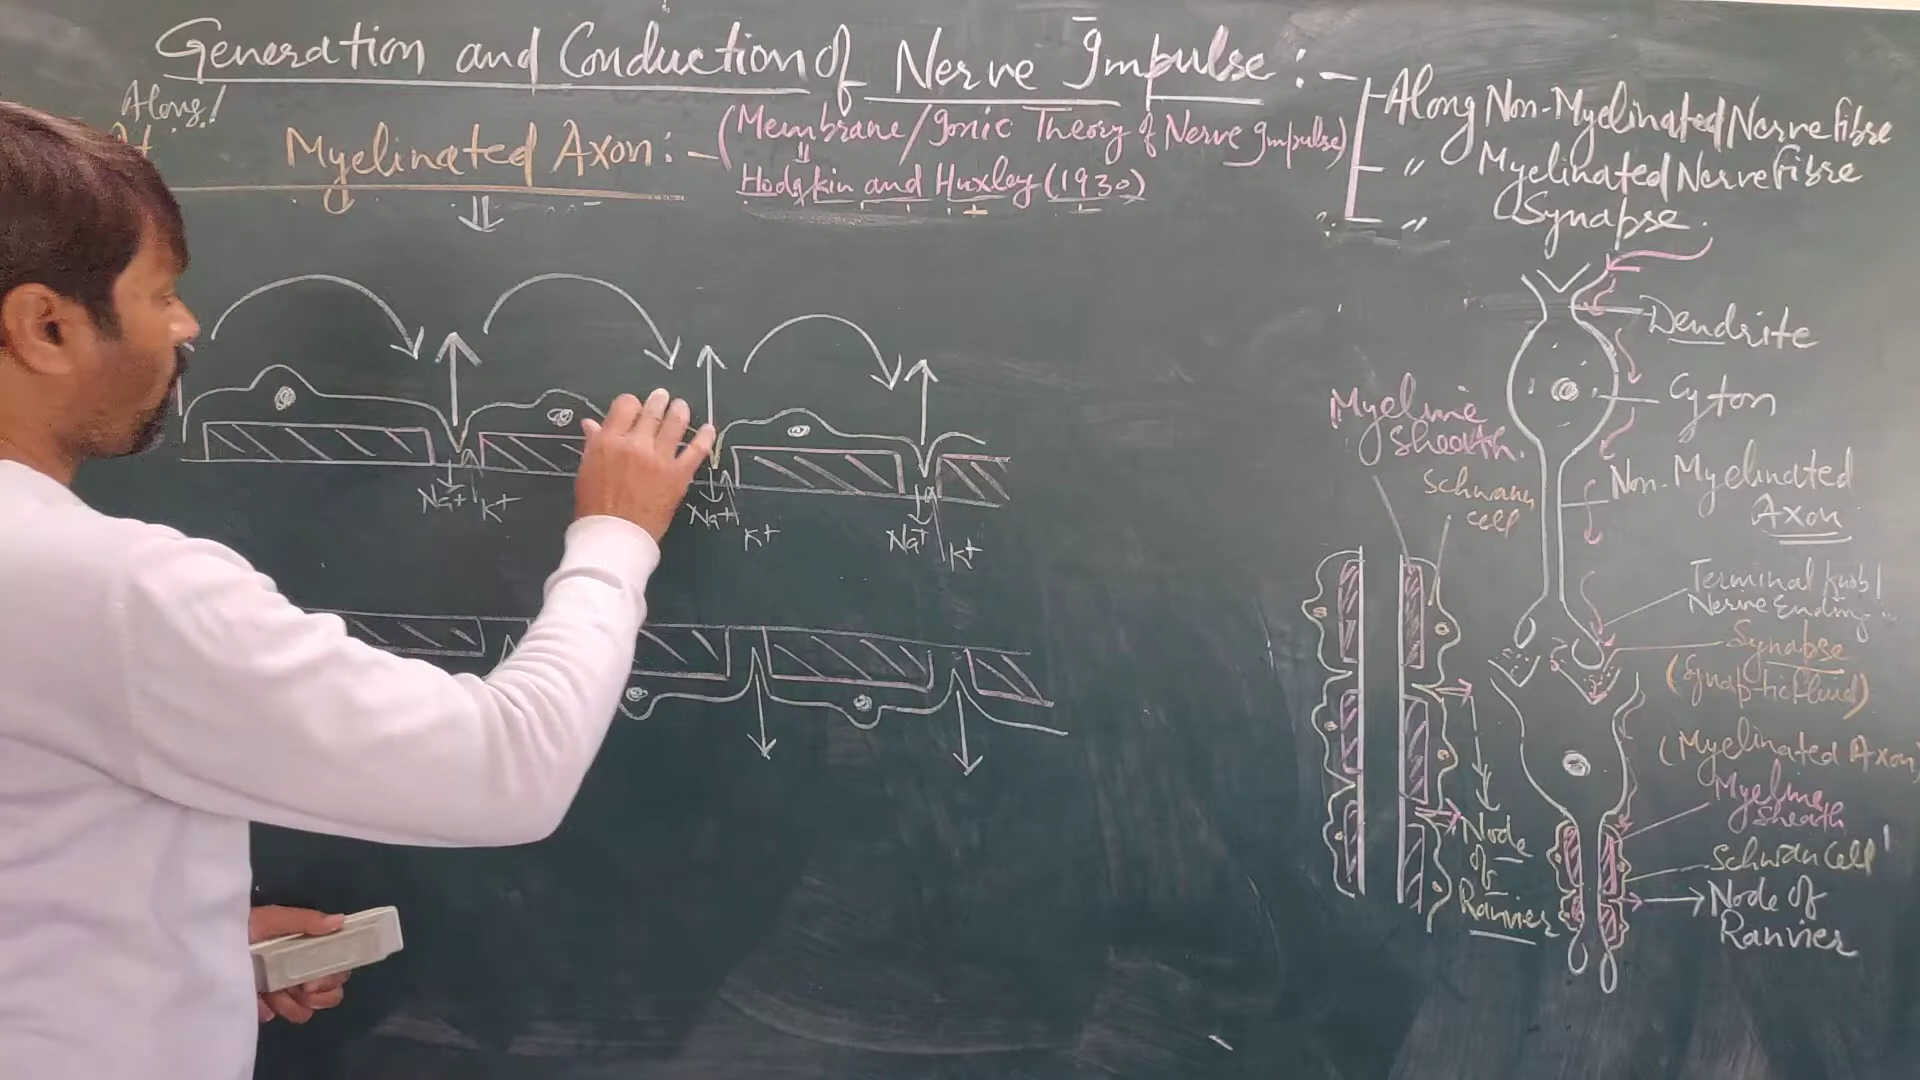 Generation and Conduction of Nerve Impulse :-
Along /
At
Myelinated Axon :- (Membrane/Ionic Theory of Nerve Impulse)
Hodgkin and Huxley (1930)
Along Non-Myelinated Nerve fibre
" Myelinated Nerve Fibre
" Synapse.
Dendrite
Cyton
Non-Myelinated
Axon
Terminal knob /
Nerve Ending
Synapse
(Synaptic fluid)
(Myelinated Axon)
Myeline
Sheath
Schwan Cell
Node of
Ranvier
Myeline
Sheath.
Schwann
cell
Node
of
Ranvier
Na+ K+
Na+ K+
Na+ K+